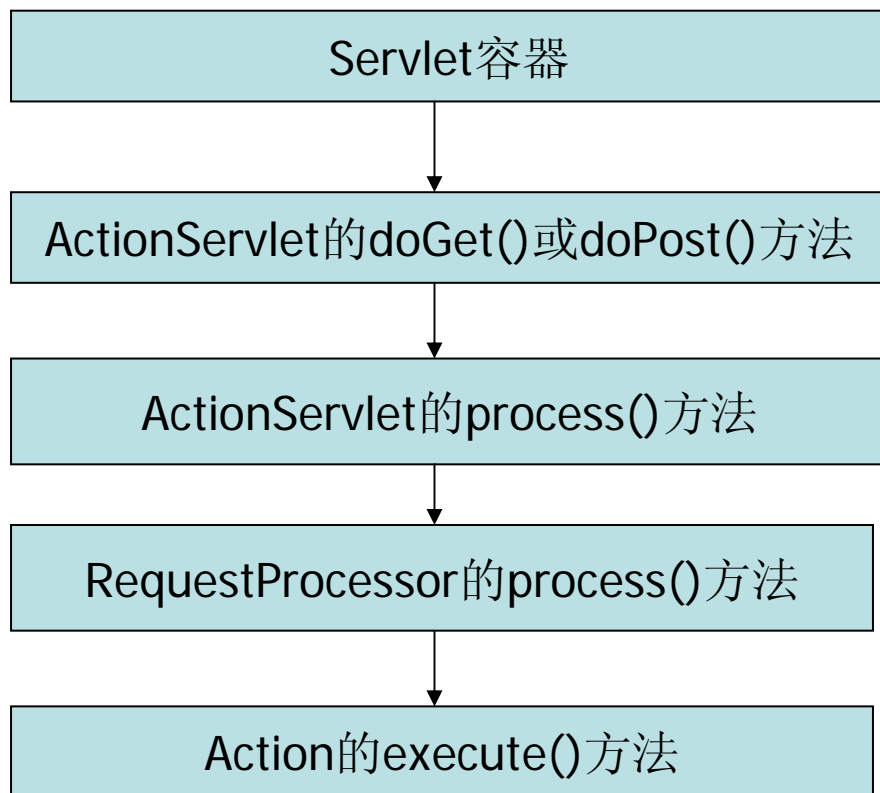 Servlet容器
ActionServlet的doGet()或doPost()方法
ActionServlet的process()方法
RequestProcessor的process()方法
Action的execute()方法